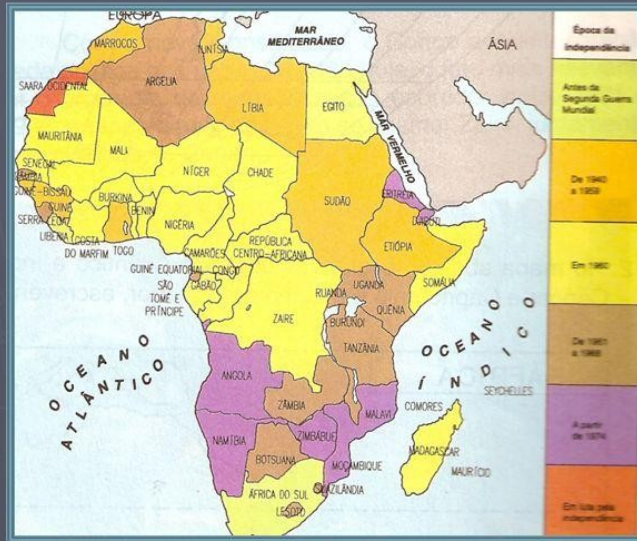 EUROPA
MAR
MEDITERRÂNEO
ÁSIA
MARROCOS
TUNÍSIA
ARGÉLIA
SAARA OCIDENTAL
LÍBIA
EGITO
MAR VERMELHO
MAURITÂNIA
MALI
NÍGER
CHADE
SUDÃO
ERITRÉIA
SENEGAL
GÂMBIA
GUINÉ-BISSAU
GUINÉ
BURKINA
BENIN
NIGÉRIA
DJIBUTI
ETIÓPIA
SERRA LEOA
LIBÉRIA
COSTA
DO MARFIM
TOGO
CAMARÕES
REPÚBLICA
CENTRO-AFRICANA
SOMÁLIA
GUINÉ EQUATORIAL
CONGO
GABÃO
SÃO
TOMÉ E
PRÍNCIPE
UGANDA
RUANDA
QUÊNIA
BURUNDI
ZAIRE
TANZÂNIA
OCEANO
ATLÂNTICO
OCEANO
ÍNDICO
SEYCHELLES
ANGOLA
ZÂMBIA
MALAVI
COMORES
NAMÍBIA
ZIMBÁBUE
MOÇAMBIQUE
MADAGASCAR
MAURÍCIO
BOTSUANA
ÁFRICA DO SUL
SUAZILÂNDIA
LESOTO
Época da
independência
Antes da
Segunda Guerra
Mundial
De 1940
a 1959
Em 1960
De 1961
a 1968
A partir
de 1974
Em luta pela
independência